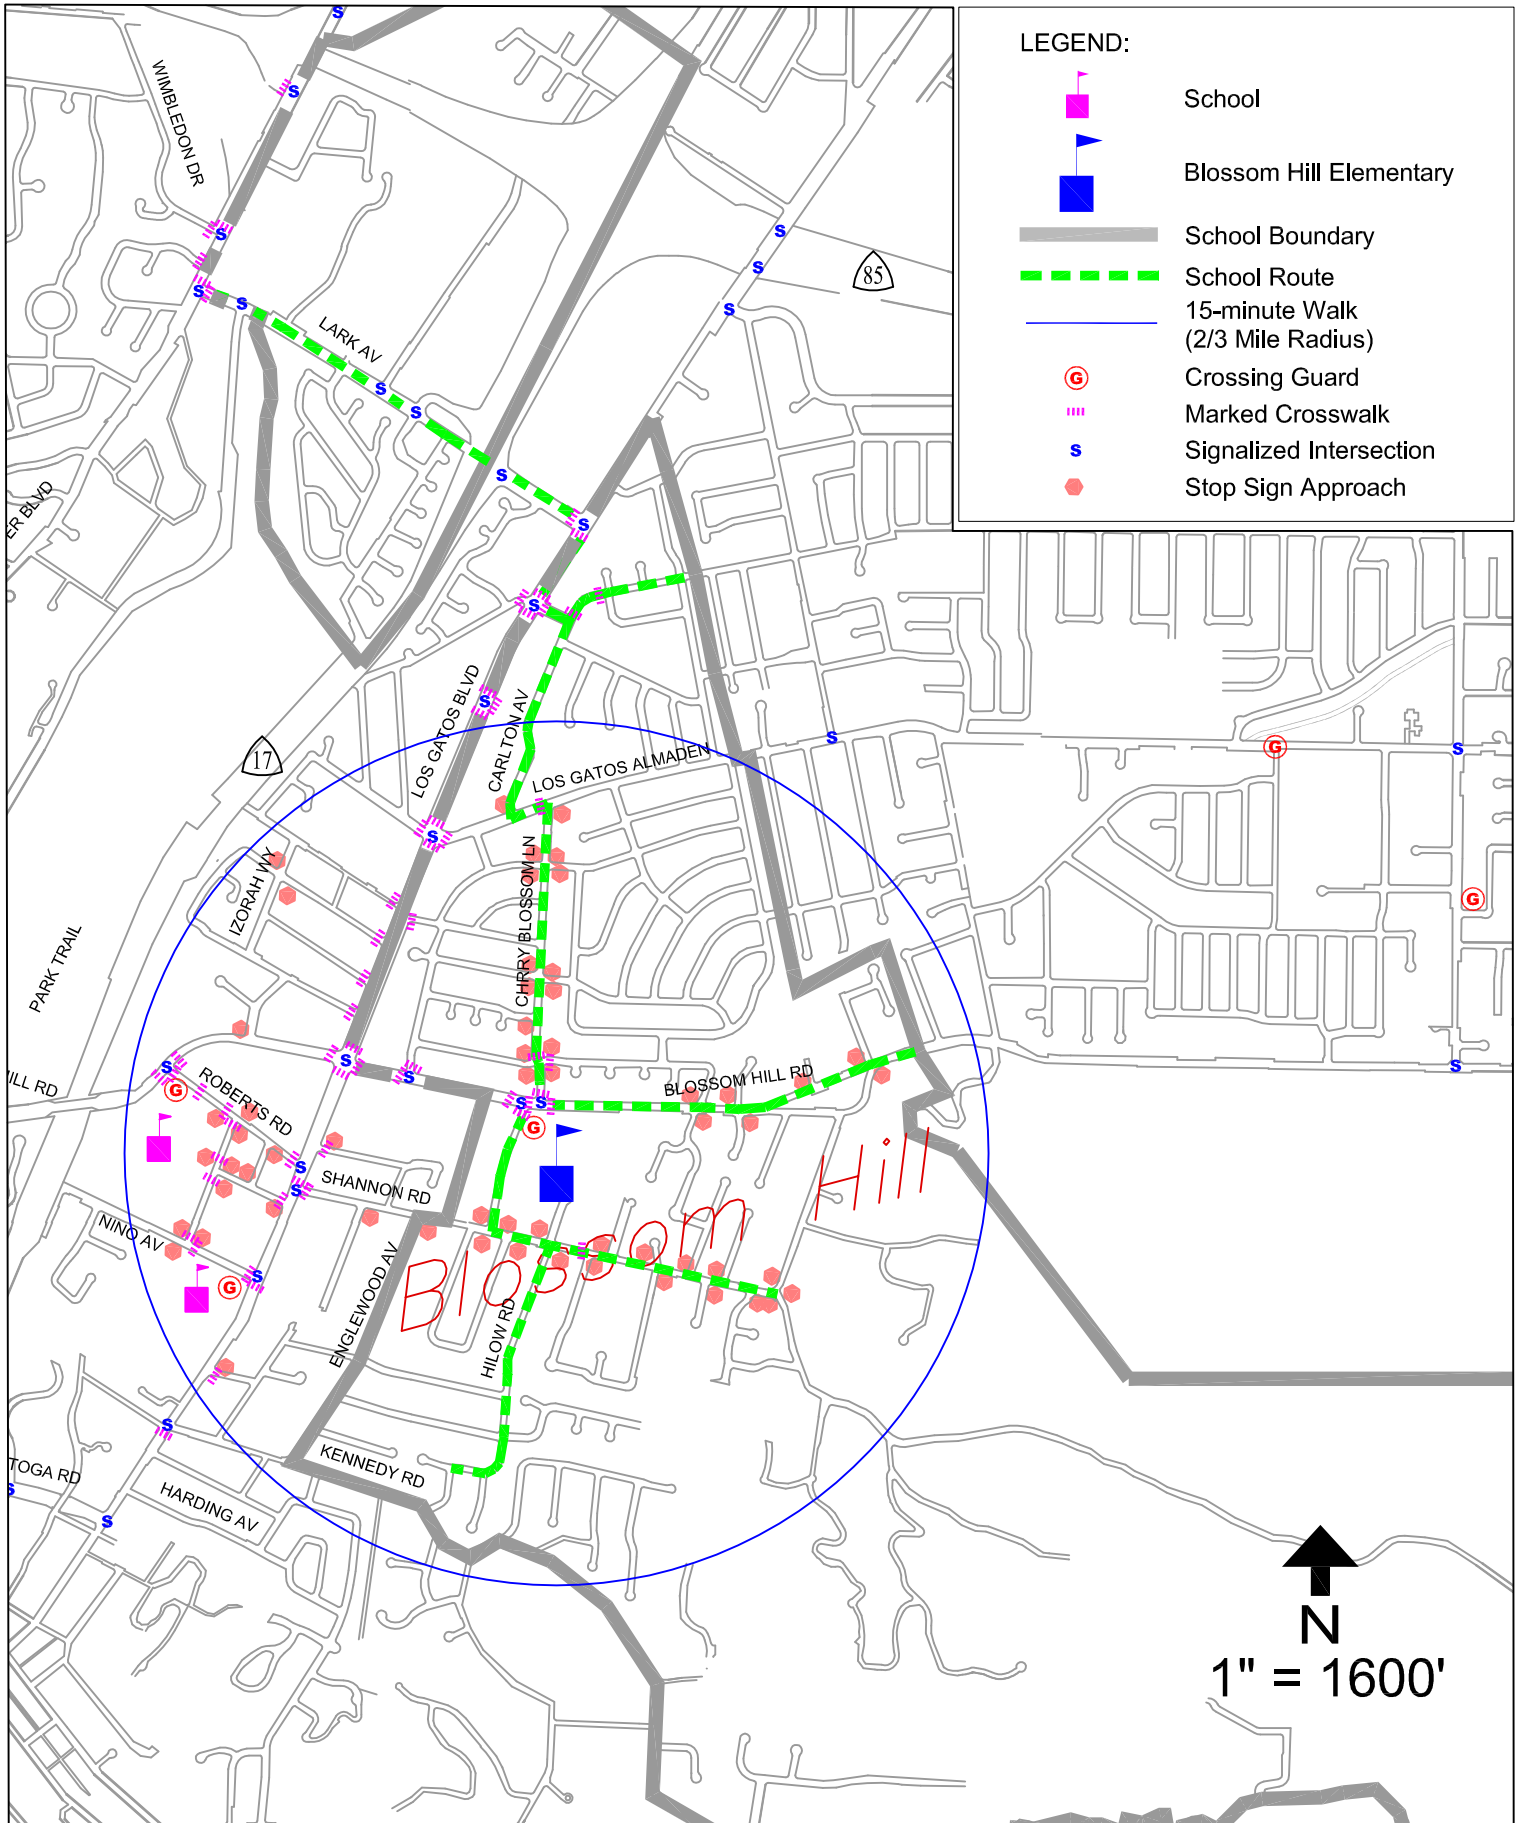 LEGEND:
School
Blossom Hill Elementary
School Boundary
School Route
15-minute Walk
(2/3 Mile Radius)
G Crossing Guard
Marked Crosswalk
S Signalized Intersection
Stop Sign Approach
WIMBLEDON DR
85
LARK AV
ER BLVD
LOS GATOS BLVD
CARLTON AV
17
LOS GATOS ALMADEN
IZORAH WY
CHRRY BLOSSOM LN
PARK TRAIL
ILL RD
ROBERTS RD
BLOSSOM HILL RD
SHANNON RD
NINO AV
Blossom Hill
ENGLEWOOD AV
HILOW RD
KENNEDY RD
TOGA RD
HARDING AV
N
1" = 1600'